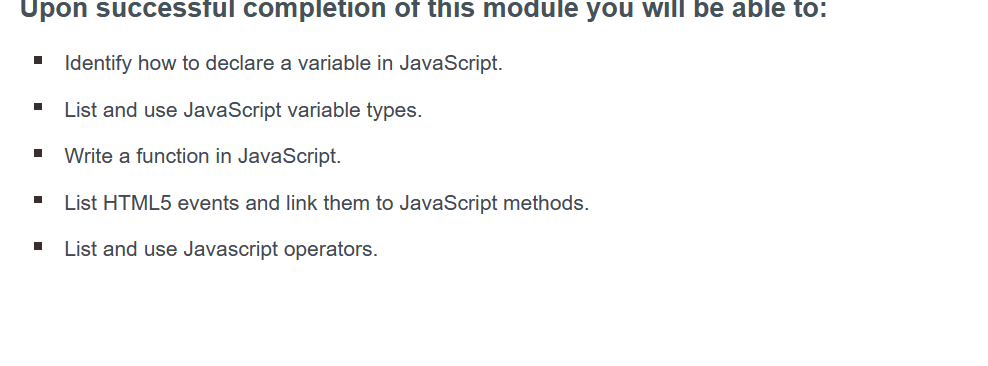 Upon successful completion of this module you will be able to:
Identify how to declare a variable in JavaScript.
List and use JavaScript variable types.
Write a function in JavaScript.
List HTML5 events and link them to JavaScript methods.
List and use Javascript operators.